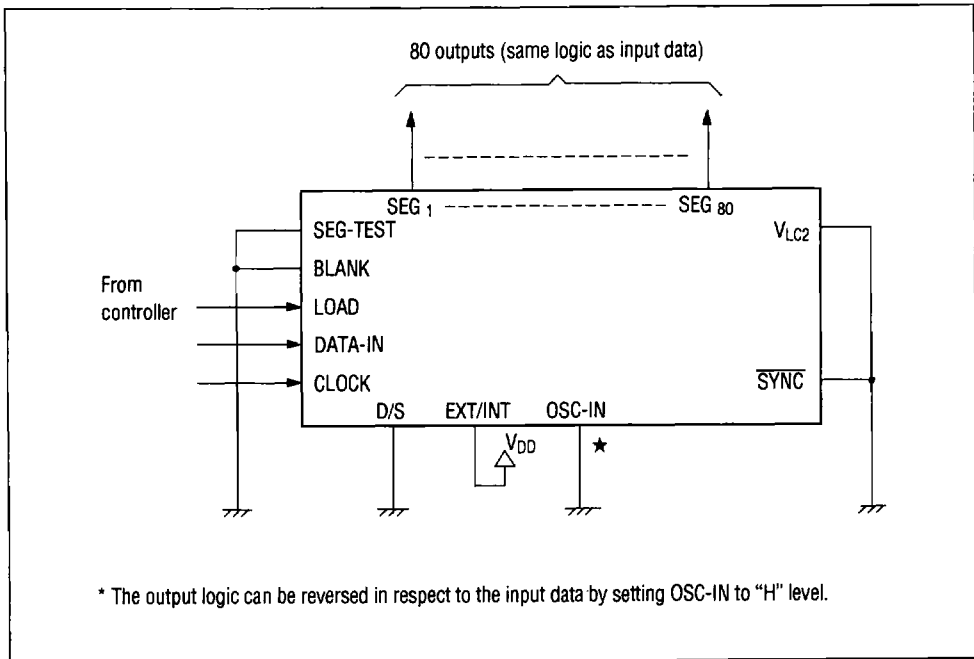 80 outputs (same logic as input data)
SEG 1 SEG 80
SEG-TEST
VLC2
BLANK
From
controller
LOAD
DATA-IN
CLOCK
SYNC
D/S EXT/INT OSC-IN
VDD ★
* The output logic can be reversed in respect to the input data by setting OSC-IN to “H” level.